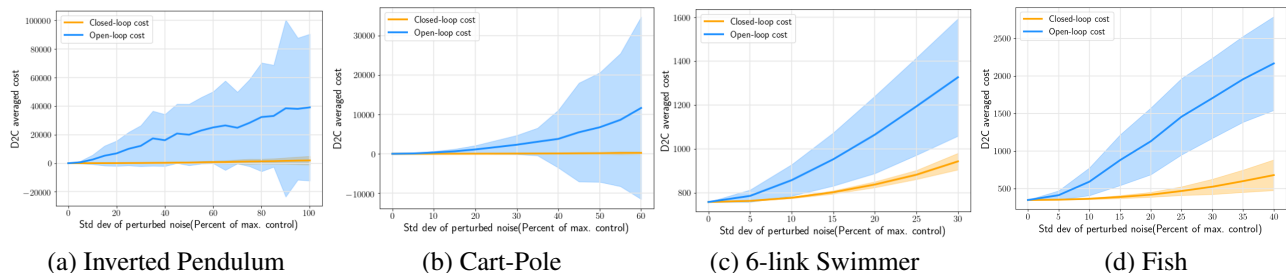 Closed-loop cost
Open-loop cost
D2C averaged cost
100000
80000
60000
40000
20000
0
−20000
0 20 40 60 80 100
Std dev of perturbed noise(Percent of max. control)
(a) Inverted Pendulum
Closed-loop cost
Open-loop cost
D2C averaged cost
30000
20000
10000
0
−10000
0 10 20 30 40 50 60
Std dev of perturbed noise(Percent of max. control)
(b) Cart-Pole
Closed-loop cost
Open-loop cost
D2C averaged cost
1600
1400
1200
1000
800
0 5 10 15 20 25 30
Std dev of perturbed noise(Percent of max. control)
(c) 6-link Swimmer
Closed-loop cost
Open-loop cost
D2C averaged cost
2500
2000
1500
1000
500
0 5 10 15 20 25 30 35 40
Std dev of perturbed noise(Percent of max. control)
(d) Fish